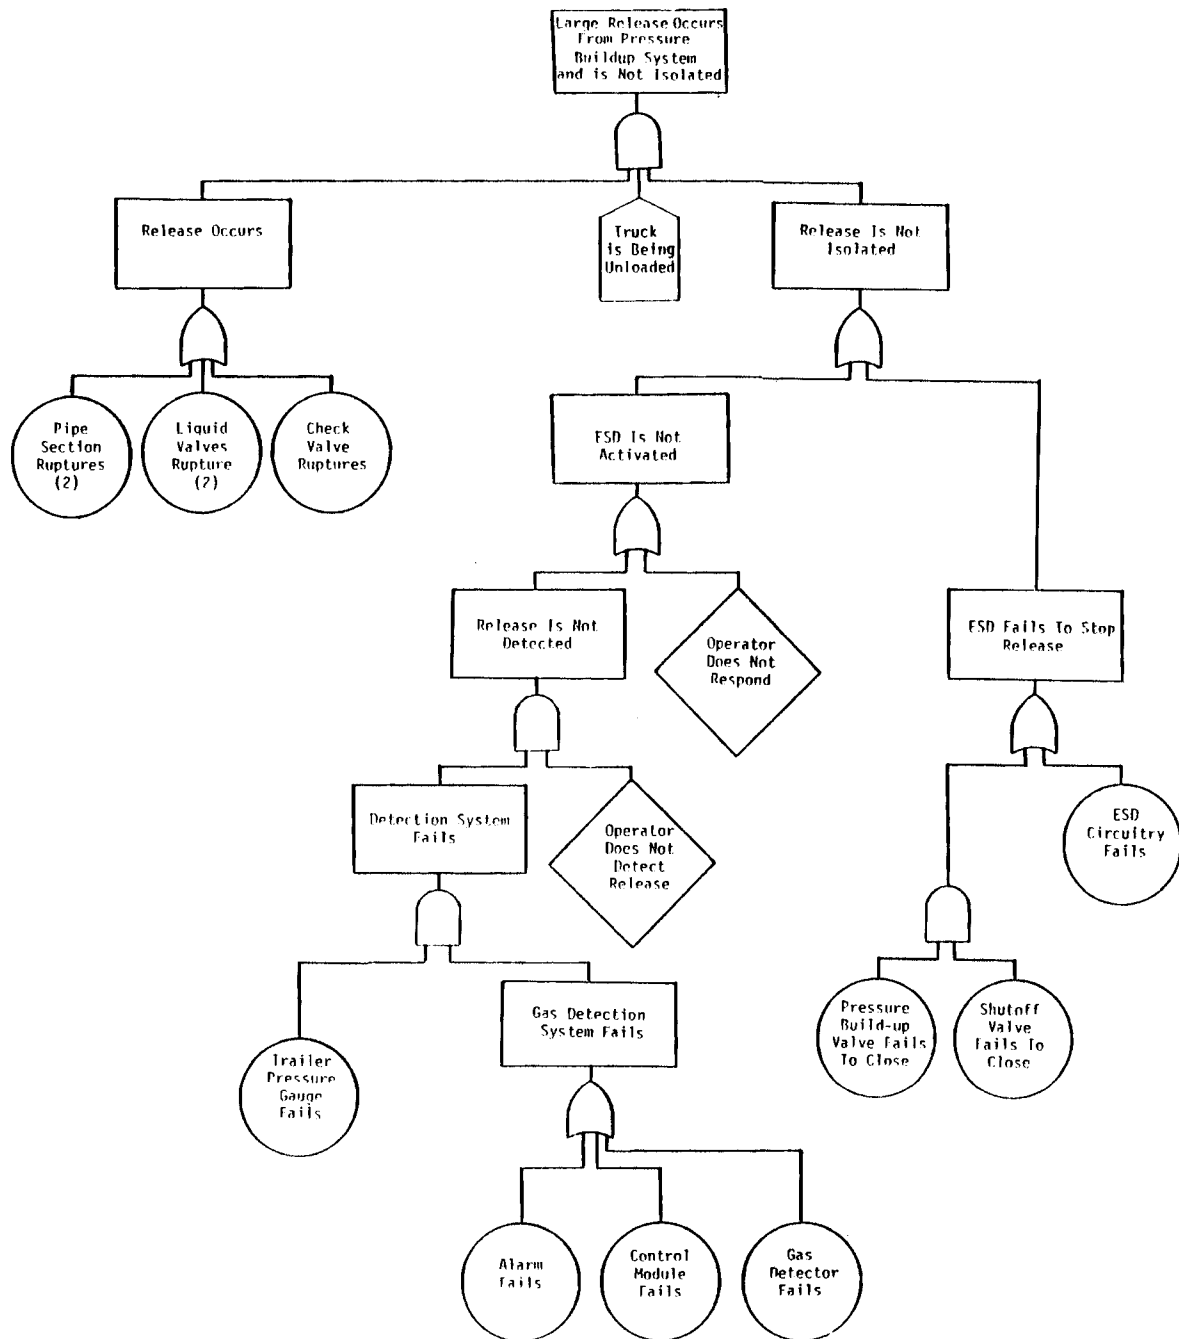 Large Release Occurs
From Pressure
Buildup System
and is Not Isolated
Release Occurs
Truck
is Being
Unloaded
Release Is Not
Isolated
Pipe
Section
Ruptures
(2)
Liquid
Valves
Rupture
(2)
Check
Valve
Ruptures
ESD Is Not
Activated
Release Is Not
Detected
Operator
Does Not
Respond
ESD Fails To Stop
Release
Detection System
Fails
Operator
Does Not
Detect
Release
ESD
Circuitry
Fails
Gas Detection
System Fails
Pressure
Build-up
Valve Fails
To Close
Shutoff
Valve
Fails To
Close
Trailer
Pressure
Gauge
Fails
Alarm
Fails
Control
Module
Fails
Gas
Detector
Fails